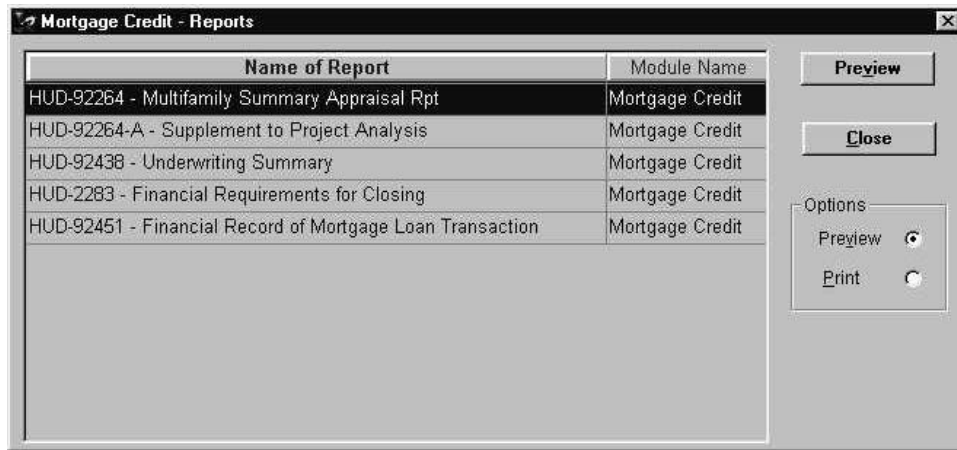 Mortgage Credit - Reports
Name of Report Module Name
HUD-92264 - Multifamily Summary Appraisal Rpt Mortgage Credit
HUD-92264-A - Supplement to Project Analysis Mortgage Credit
HUD-92438 - Underwriting Summary Mortgage Credit
HUD-2283 - Financial Requirements for Closing Mortgage Credit
HUD-92451 - Financial Record of Mortgage Loan Transaction Mortgage Credit
Preview
Close
Options
Preview
Print